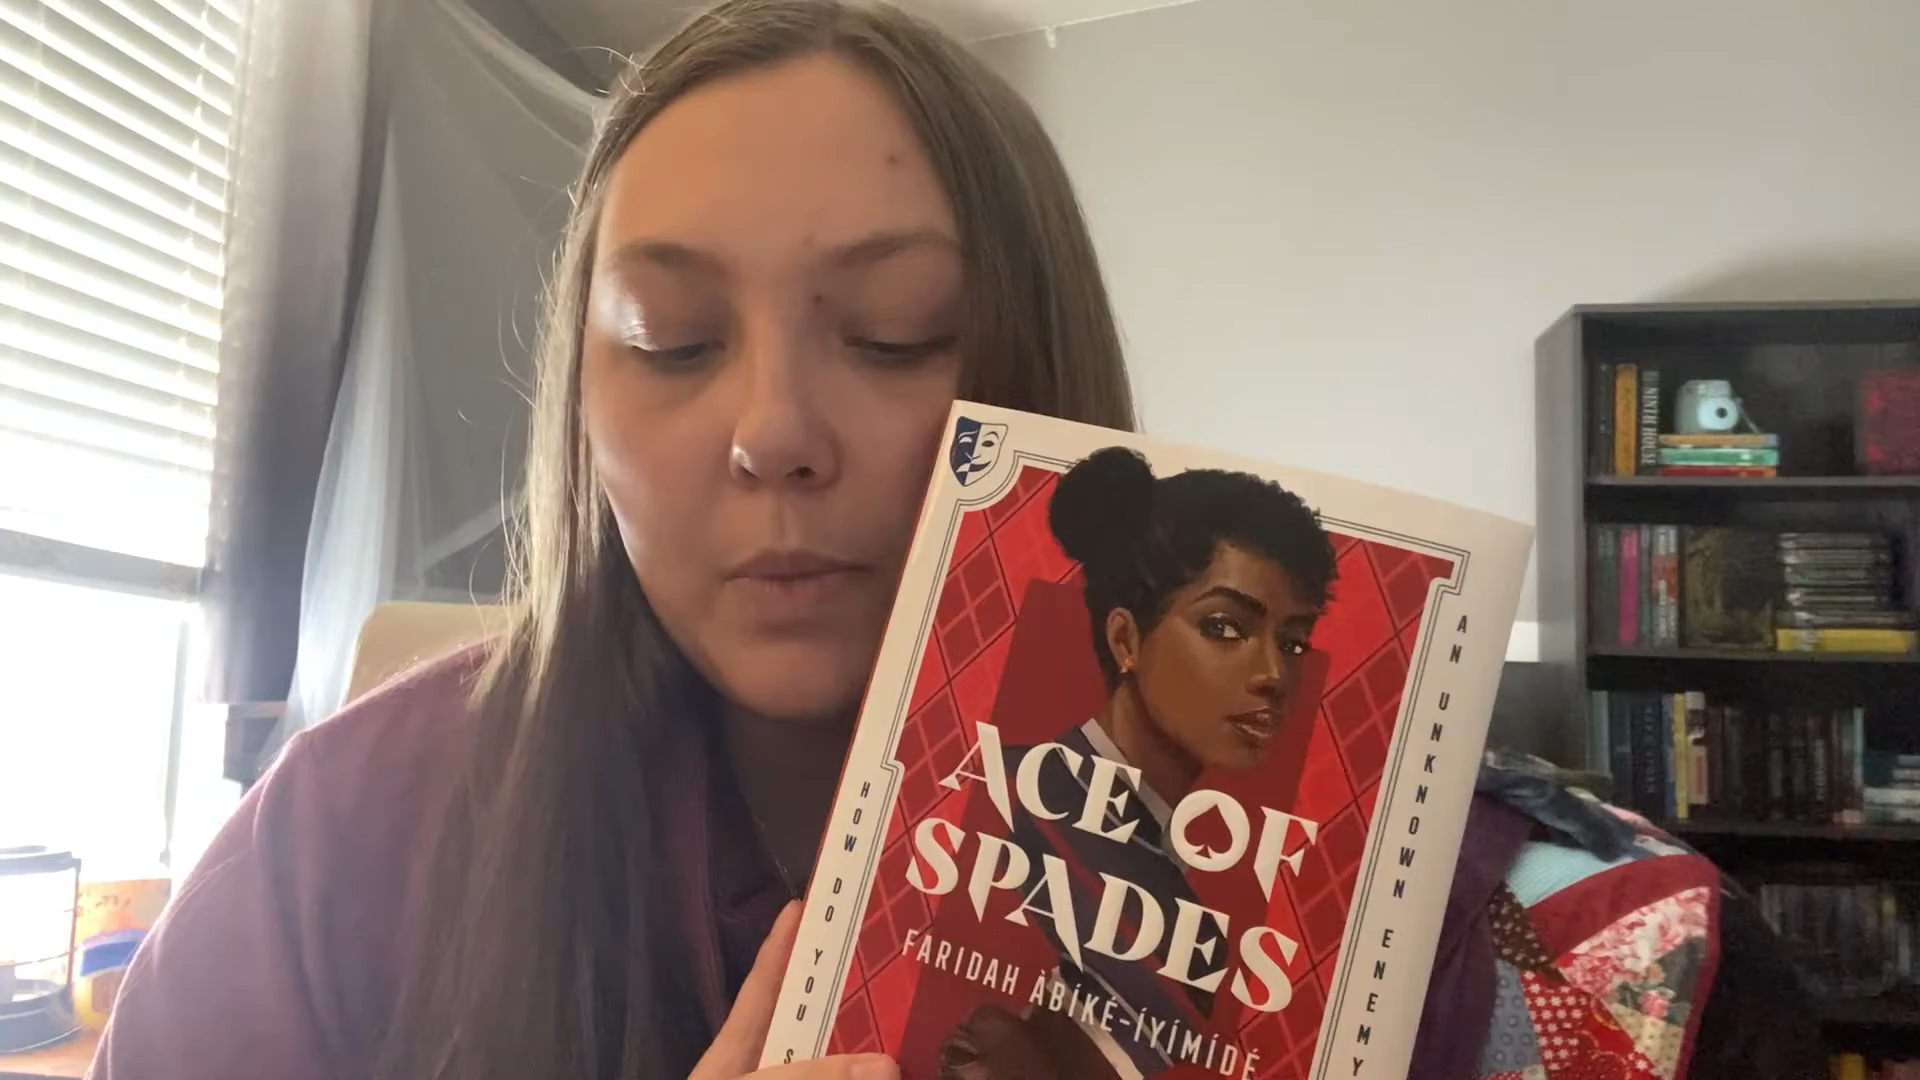 ACE OF
SPADES
FARIDAH ÀBÍKÉ-ÍYÍMÍDÉ
HOW DO YOU S
AN UNKNOWN ENEMY
NINTH HOUSE